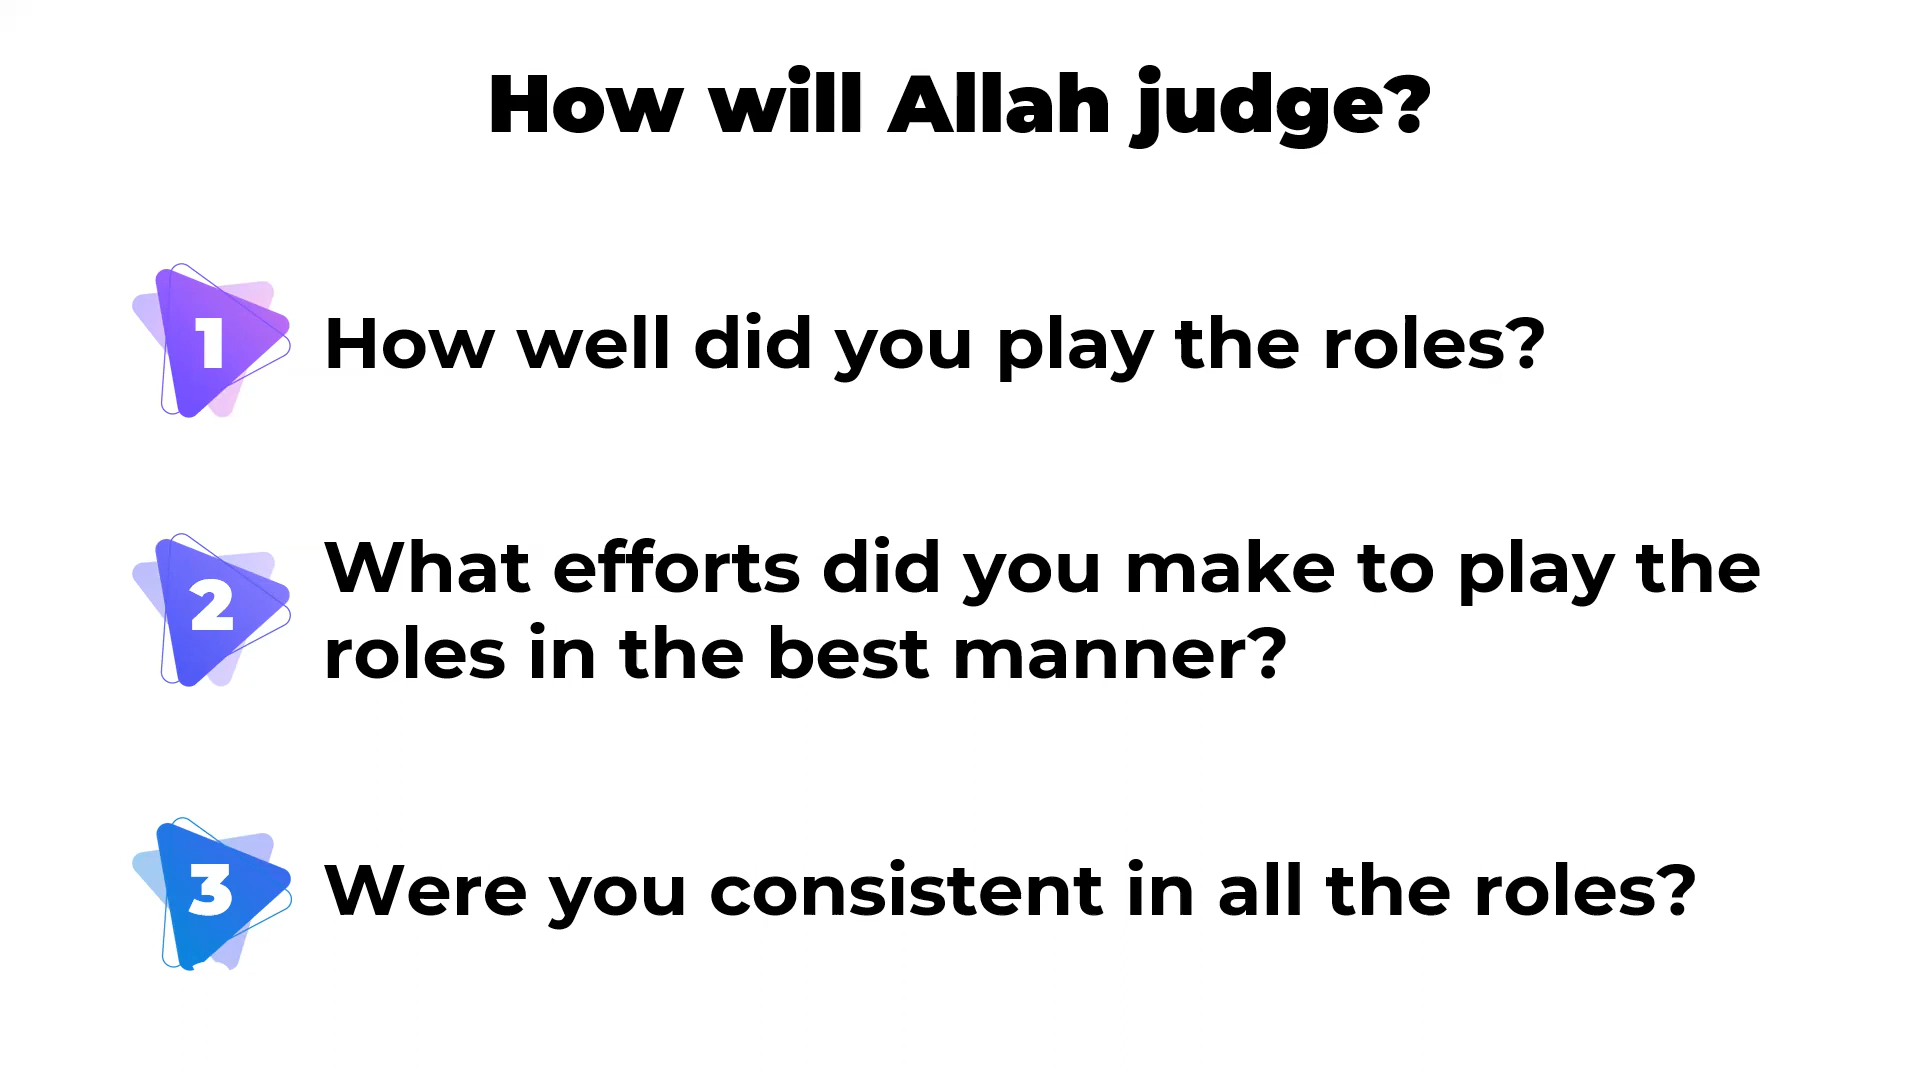 How will Allah judge?
1
How well did you play the roles?
2
What efforts did you make to play the
roles in the best manner?
3
Were you consistent in all the roles?